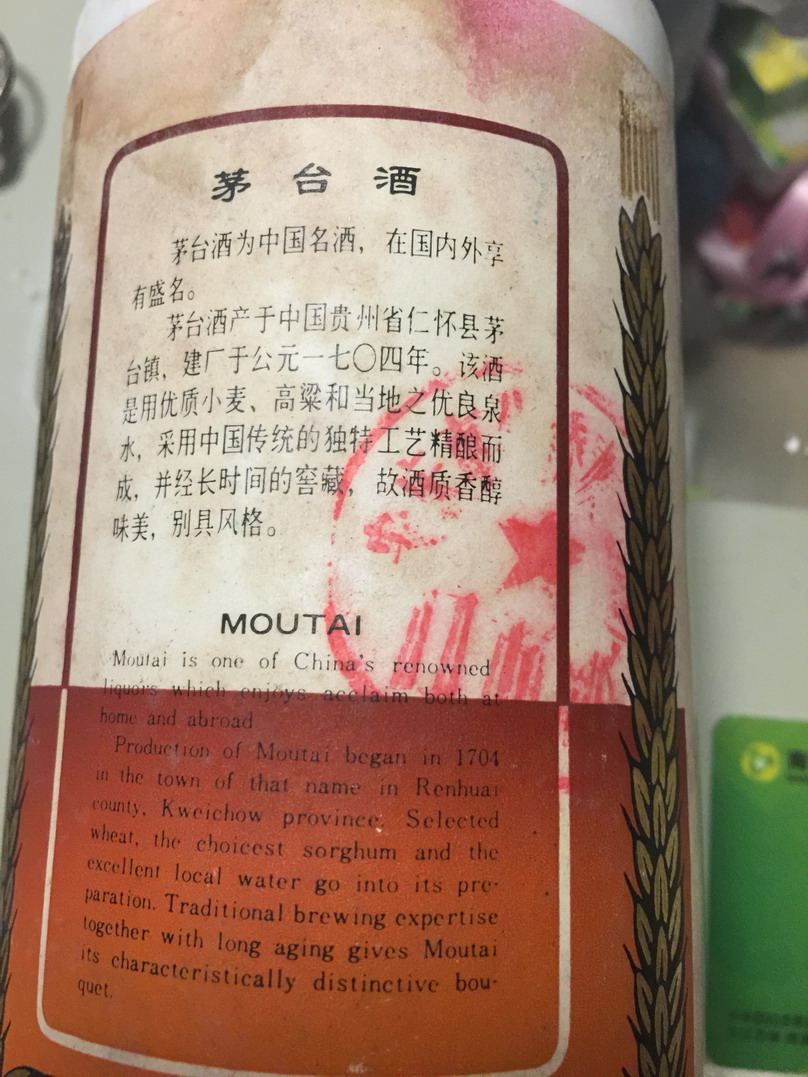 茅台酒
茅台酒为中国名酒，在国内外享
有盛名。
茅台酒产于中国贵州省仁怀县茅
台镇，建厂于公元一七〇四年。该酒
是用优质小麦、高粱和当地之优良泉
水，采用中国传统的独特工艺精酿而
成，并经长时间的窖藏，故酒质香醇
味美，别具风格。
MOUTAI
Moutai is one of China's renowned
liquors which enjoys acclaim both at
home and abroad
Production of Moutai began in 1704
in the town of that name in Renhuai
county, Kweichow province. Selected
wheat, the choicest sorghum and the
excellent local water go into its pre-
paration. Traditional brewing expertise
together with long aging gives Moutai
its characteristically distinctive bou-
quet.